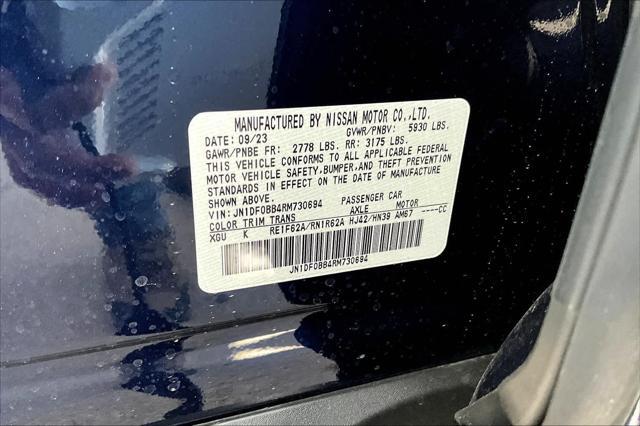 MANUFACTURED BY NISSAN MOTOR CO.,LTD.
DATE: 09/23 GVWR/PNBV: 5930 LBS.
GAWR/PNBE FR: 2778 LBS. RR: 3175 LBS.
THIS VEHICLE CONFORMS TO ALL APPLICABLE FEDERAL
MOTOR VEHICLE SAFETY,BUMPER,AND THEFT PREVENTION
STANDARDS IN EFFECT ON THE DATE OF MANUFACTURE
SHOWN ABOVE.
VIN: JN1DF0BB4RM730694 PASSENGER CAR
COLOR TRIM TRANS AXLE MOTOR
XGU K RE1F62A/RN1R62A HJ42/HN39 AM67 ----CC
JN1DF0BB4RM730694